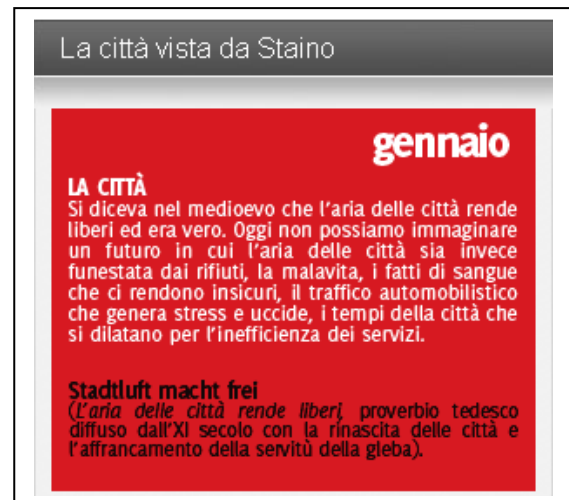 La città vista da Staino
gennaio
LA CITTÀ
Si diceva nel medioevo che l'aria delle città rende
liberi ed era vero. Oggi non possiamo immaginare
un futuro in cui l'aria delle città sia invece
funestata dai rifiuti, la malavita, i fatti di sangue
che ci rendono insicuri, il traffico automobilistico
che genera stress e uccide, i tempi della città che
si dilatano per l'inefficienza dei servizi.
Stadtluft macht frei
(L'aria delle città rende liberi, proverbio tedesco
diffuso dall'XI secolo con la rinascita delle città e
l'affrancamento della servitù della gleba).